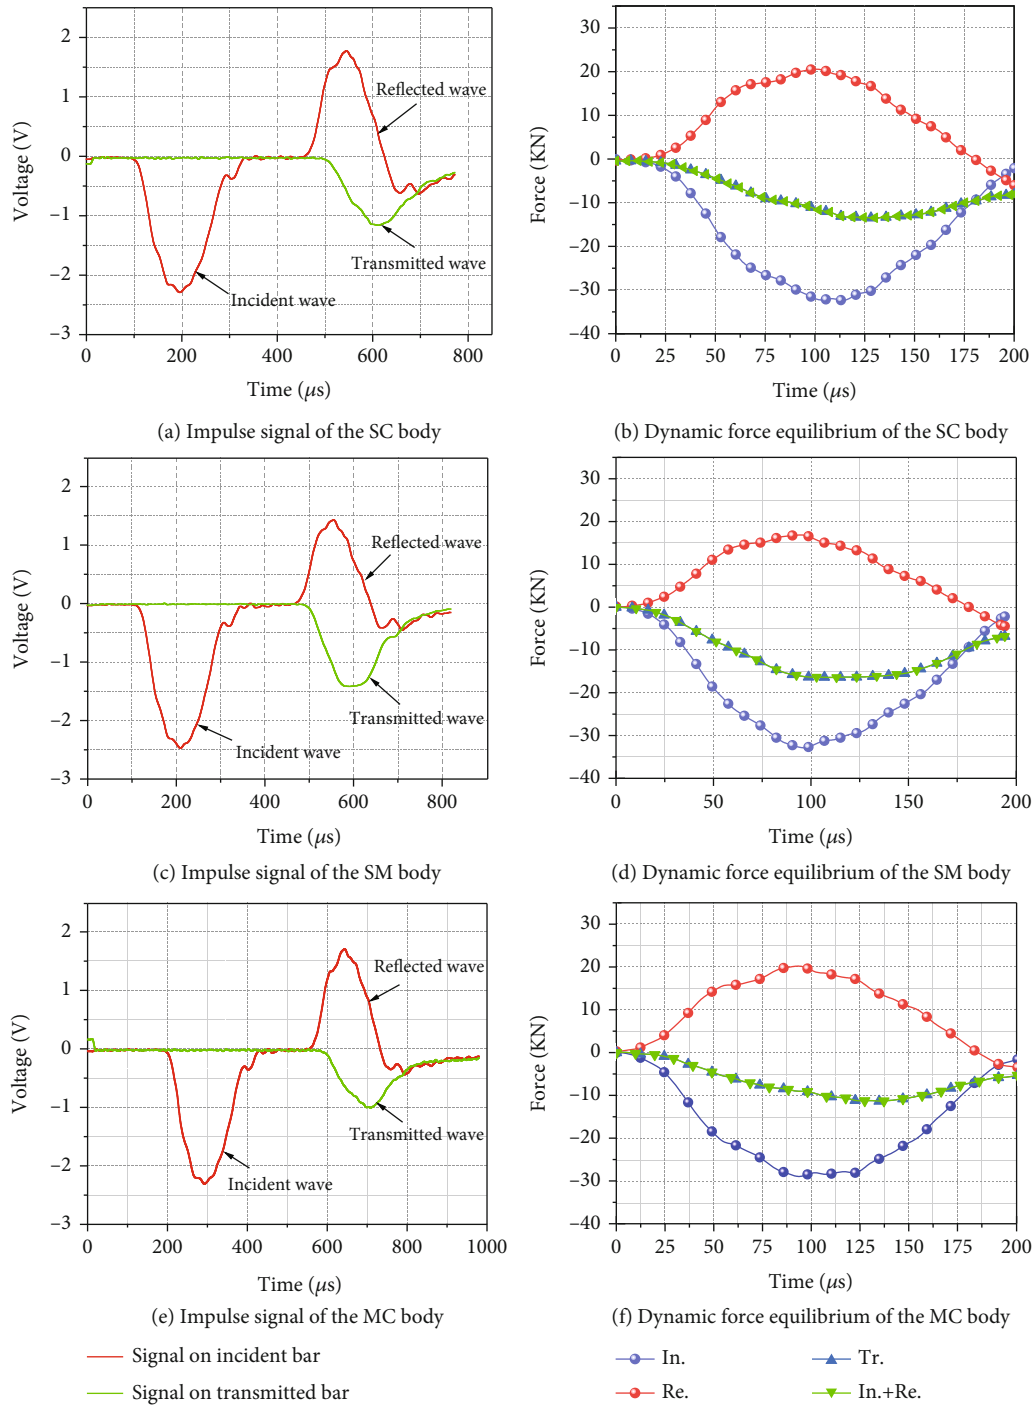 2
1
0
−1
−2
−3
Voltage (V)
Reflected wave
Transmitted wave
Incident wave
0 200 400 600 800
Time (μs)
(a) Impulse signal of the SC body
30
20
10
0
−10
−20
−30
−40
Force (KN)
0 25 50 75 100 125 150 175 200
Time (μs)
(b) Dynamic force equilibrium of the SC body
2
1
0
−1
−2
−3
Voltage (V)
Reflected wave
Transmitted wave
Incident wave
0 200 400 600 800
Time (μs)
(c) Impulse signal of the SM body
30
20
10
0
−10
−20
−30
−40
Force (KN)
50 100 150 200
Time (μs)
(d) Dynamic force equilibrium of the SM body
2
1
0
−1
−2
−3
Voltage (V)
Reflected wave
Transmitted wave
Incident wave
0 200 400 600 800 1000
Time (μs)
(e) Impulse signal of the MC body
30
20
10
0
−10
−20
−30
−40
Force (KN)
0 25 50 75 100 125 150 175 200
Time (μs)
(f) Dynamic force equilibrium of the MC body
Signal on incident bar
Signal on transmitted bar
In.
Re.
Tr.
In.+Re.